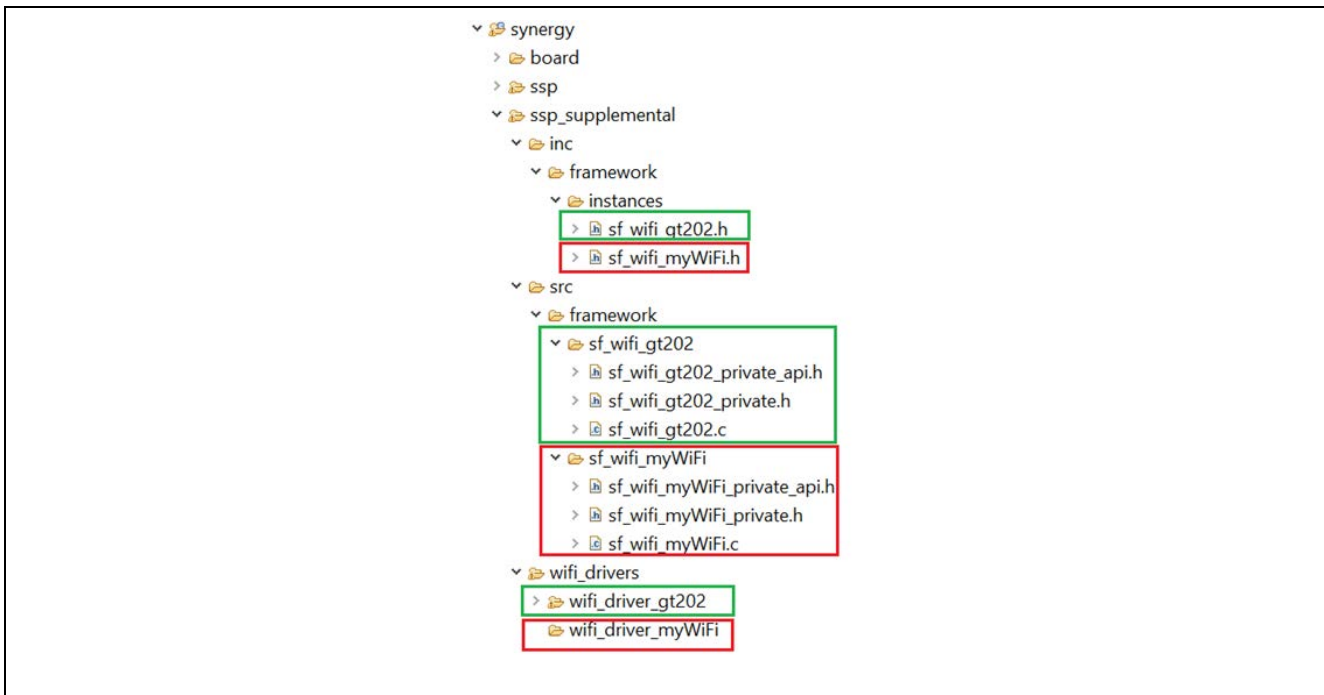 synergy
board
ssp
ssp_supplemental
inc
framework
instances
sf_wifi_gt202.h
sf_wifi_myWiFi.h
src
framework
sf_wifi_gt202
sf_wifi_gt202_private_api.h
sf_wifi_gt202_private.h
sf_wifi_gt202.c
sf_wifi_myWiFi
sf_wifi_myWiFi_private_api.h
sf_wifi_myWiFi_private.h
sf_wifi_myWiFi.c
wifi_drivers
wifi_driver_gt202
wifi_driver_myWiFi